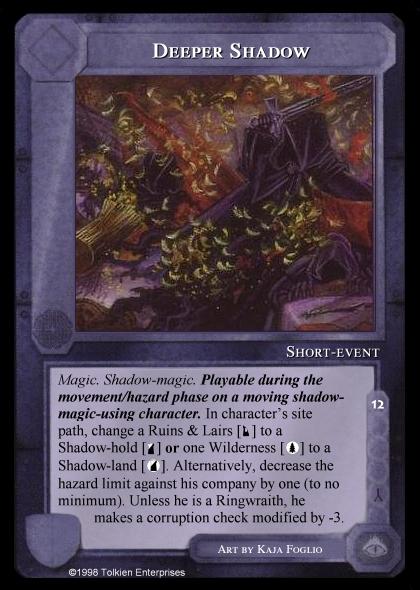 DEEPER SHADOW
SHORT-EVENT
Magic. Shadow-magic. Playable during the
movement/hazard phase on a moving shadow-
magic-using character. In character's site
path, change a Ruins & Lairs [ ] to a
Shadow-hold [ ] or one Wilderness [ ] to a
Shadow-land [ ]. Alternatively, decrease the
hazard limit against his company by one (to no
minimum). Unless he is a Ringwraith, he
makes a corruption check modified by -3.
12
ART BY KAJA FOGLIO
©1998 Tolkien Enterprises